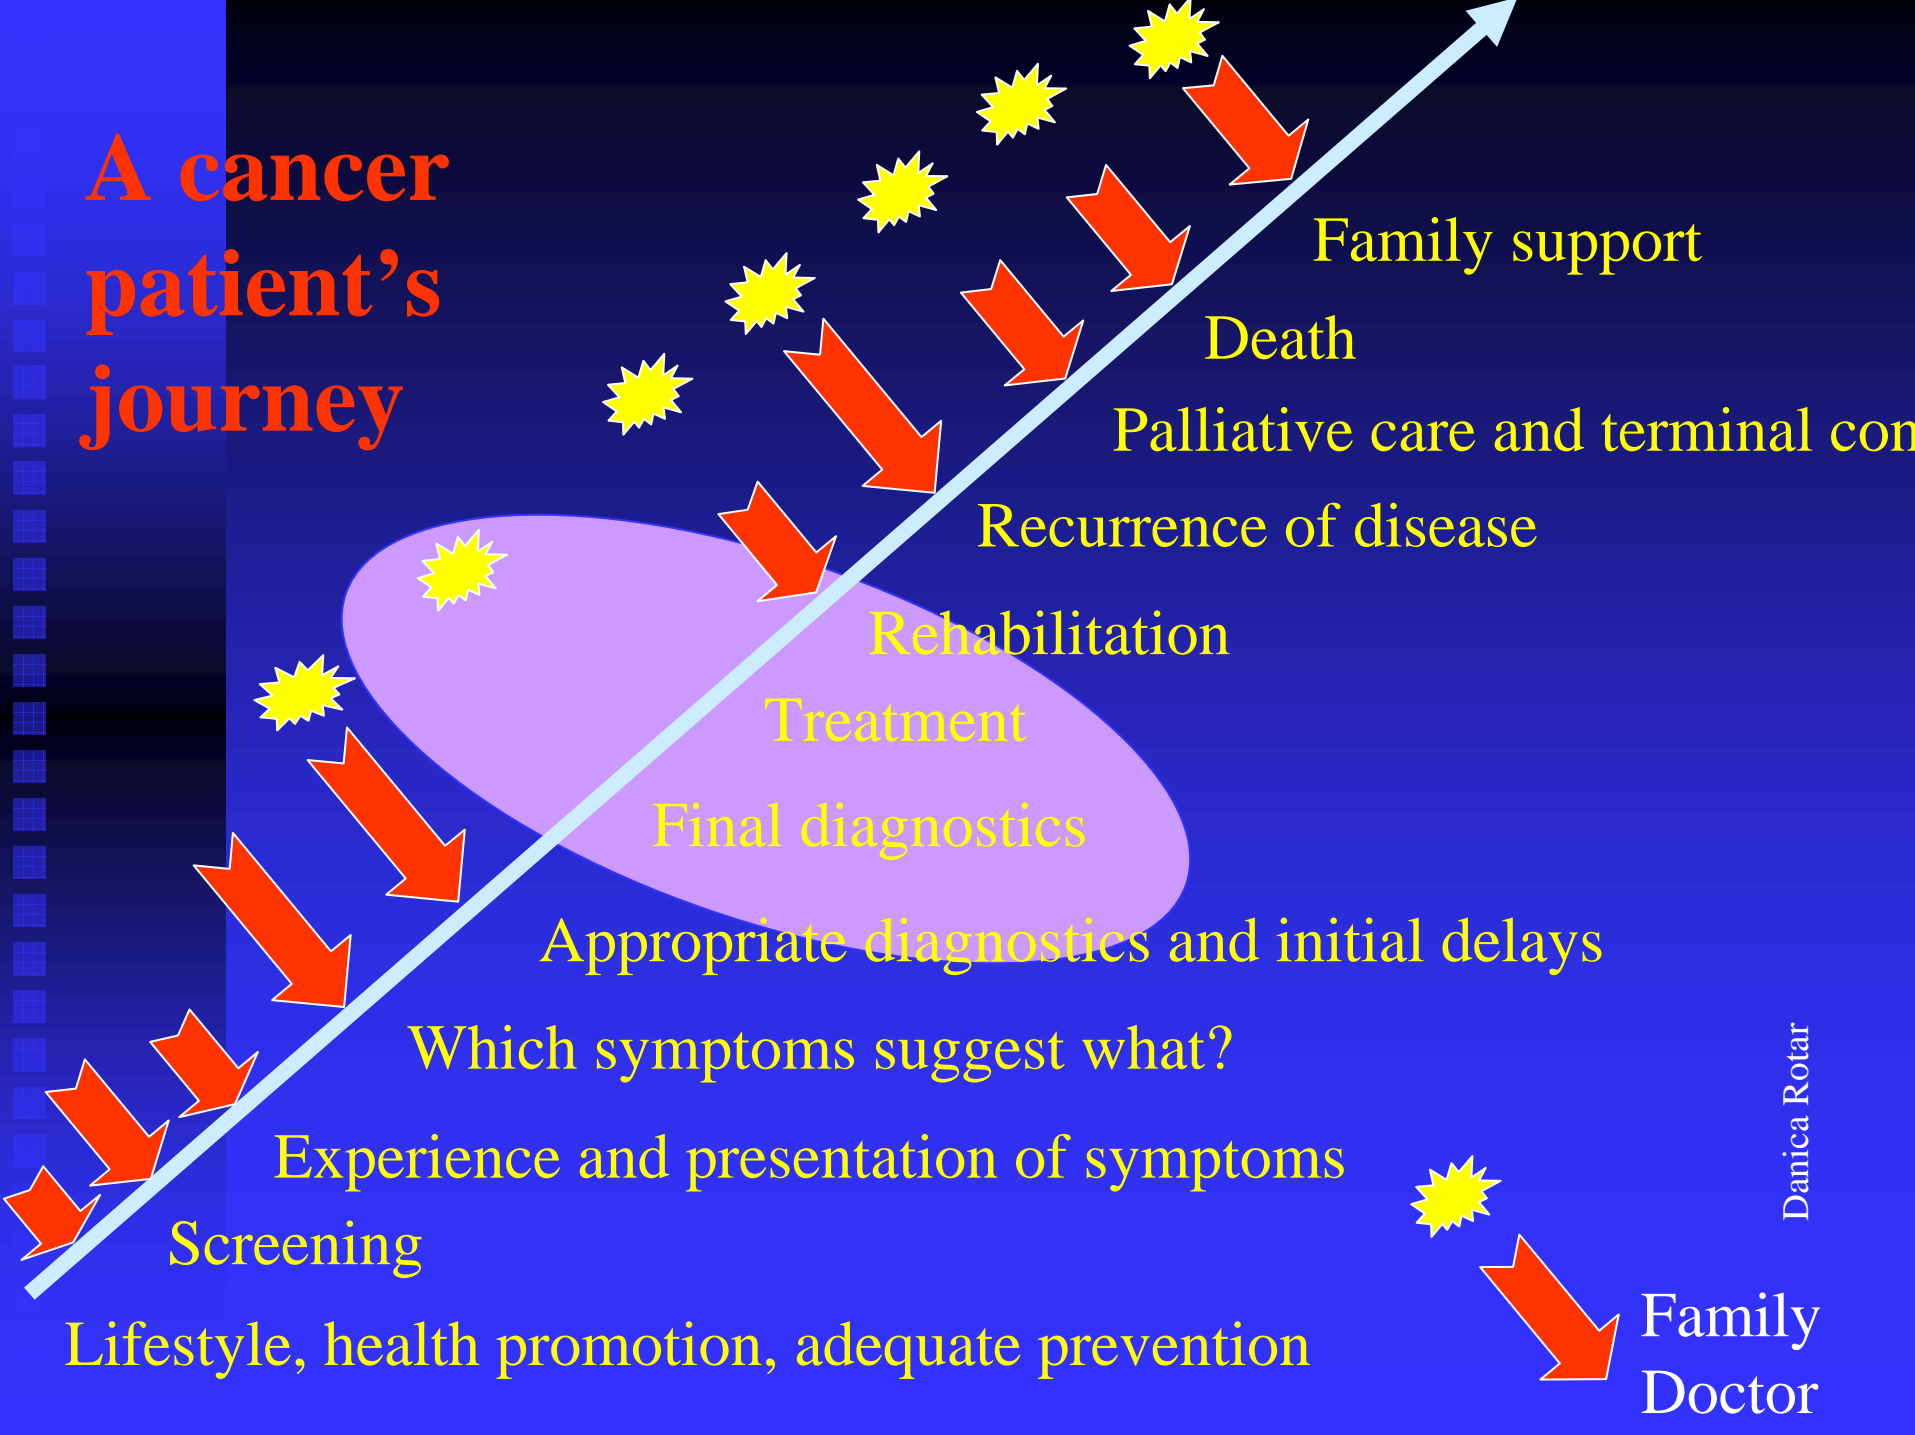 A cancer
patient’s
journey
Family support
Death
Palliative care and terminal con
Recurrence of disease
Rehabilitation
Treatment
Final diagnostics
Appropriate diagnostics and initial delays
Which symptoms suggest what?
Experience and presentation of symptoms
Screening
Lifestyle, health promotion, adequate prevention
Danica Rotar
Family
Doctor